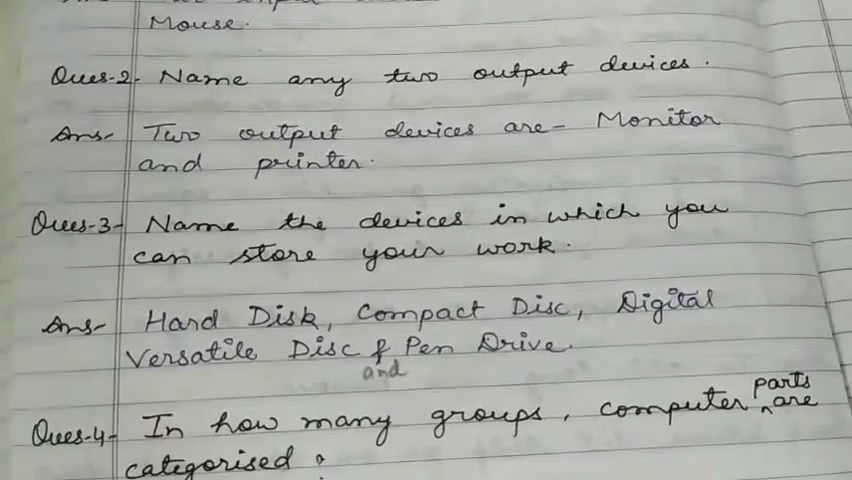 Mouse.
Ques-2- Name any two output devices.
Ans- Two output devices are- Monitor
and printer.
Ques-3- Name the devices in which you
can store your work.
Ans- Hard Disk, Compact Disc, Digital
Versatile Disc & Pen Drive.
and
parts
Ques-4- In how many groups, computer ^ are
categorised ?